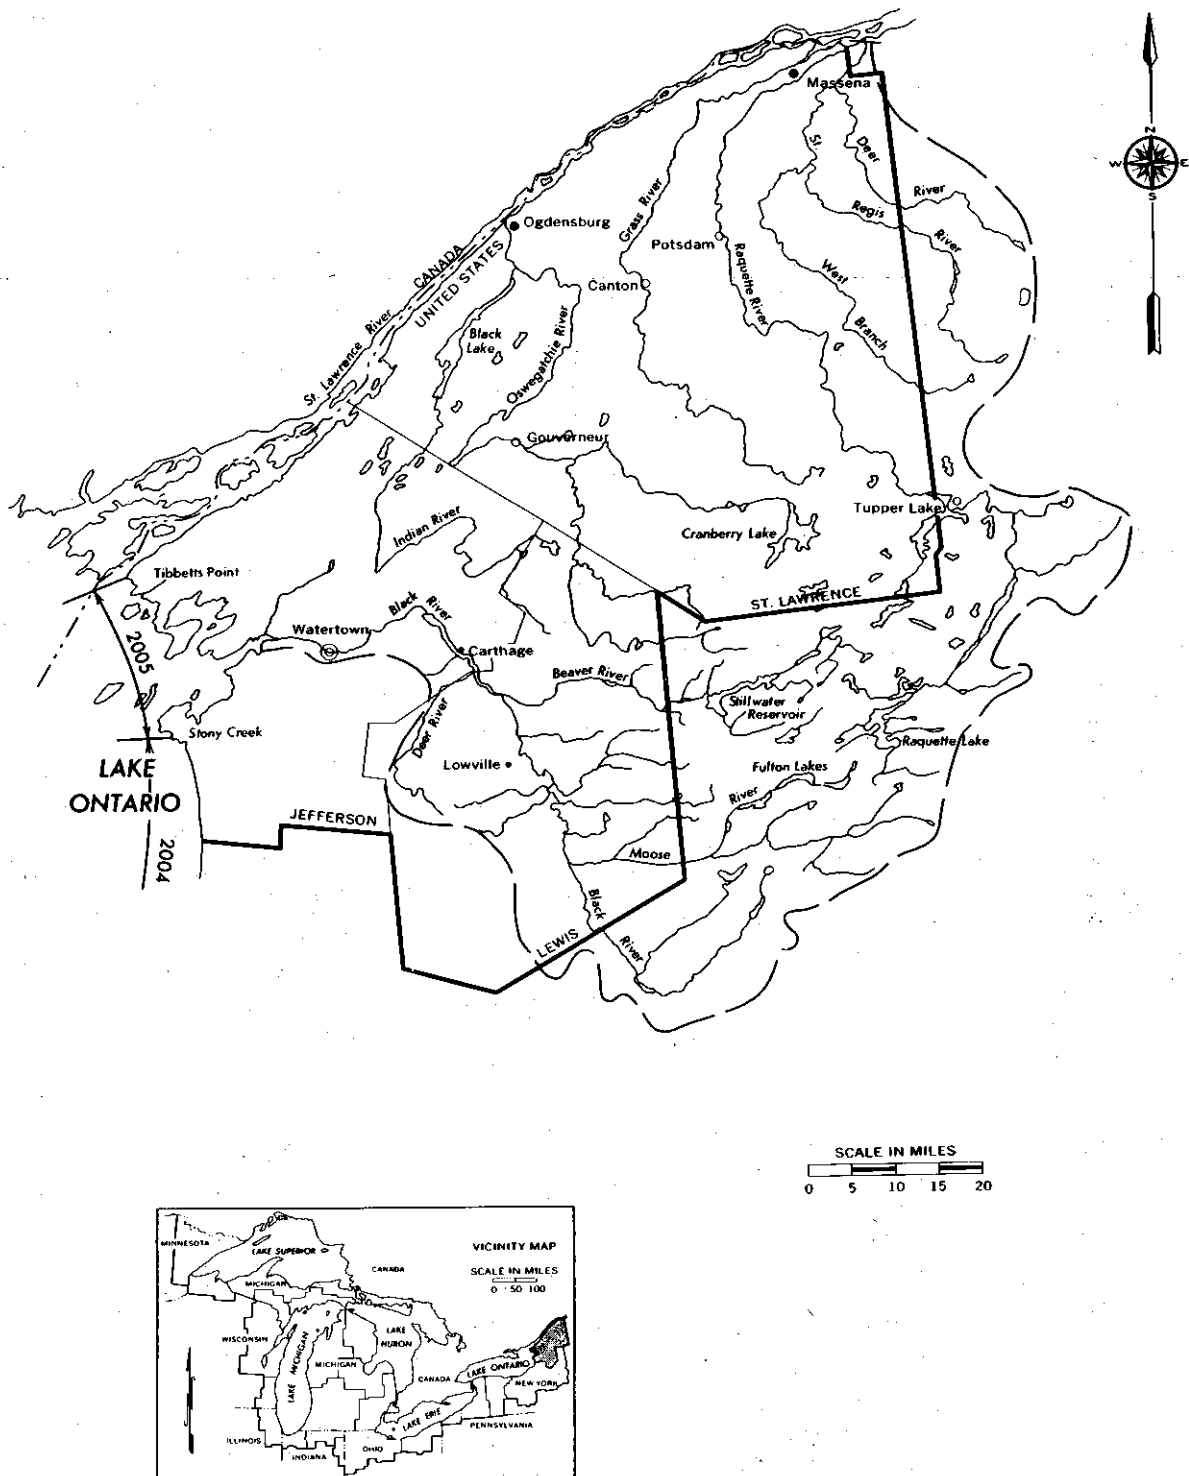 Massena
N
W
E
S
St.
Deer
River
Regis
River
Grass River
Ogdensburg
Potsdam
Raquette River
West
Branch
CANADA
UNITED STATES
Canton
St. Lawrence River
Black
Lake
Oswegatchie River
Gouverneur
Indian River
Cranberry Lake
Tupper Lake
Tibbetts Point
ST. LAWRENCE
Black
River
2005
Watertown
Carthage
Beaver River
Stillwater
Reservoir
Deer River
Stony Creek
Raquette Lake
LAKE
ONTARIO
Lowville
Fulton Lakes
River
JEFFERSON
2004
Moose
Black
River
LEWIS
SCALE IN MILES
0 5 10 15 20
VICINITY MAP
SCALE IN MILES
0 50 100
MINNESOTA
LAKE SUPERIOR
CANADA
MICHIGAN
WISCONSIN
LAKE MICHIGAN
MICHIGAN
LAKE
HURON
CANADA
LAKE ONTARIO
NEW YORK
LAKE ERIE
PENNSYLVANIA
ILLINOIS
INDIANA
OHIO